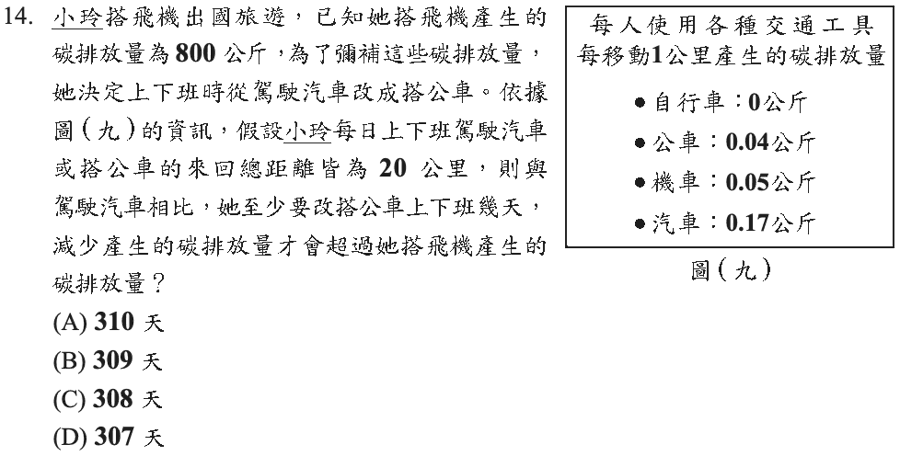 14. 小玲搭飛機出國旅遊，已知她搭飛機產生的
碳排放量為 800 公斤，為了彌補這些碳排放量，
她決定上下班時從駕駛汽車改成搭公車。依據
圖(九)的資訊，假設小玲每日上下班駕駛汽車
或搭公車的來回總距離皆為 20 公里，則與
駕駛汽車相比，她至少要改搭公車上下班幾天，
減少產生的碳排放量才會超過她搭飛機產生的
碳排放量？
(A) 310 天
(B) 309 天
(C) 308 天
(D) 307 天
每人使用各種交通工具
每移動1公里產生的碳排放量
●自行車：0公斤
●公車：0.04公斤
●機車：0.05公斤
●汽車：0.17公斤
圖(九)